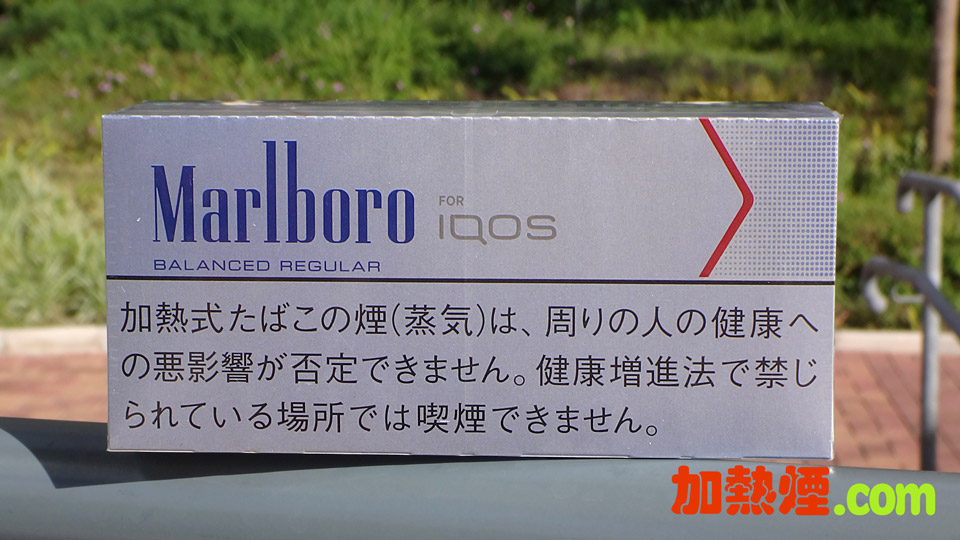 Marlboro FOR IQOS
BALANCED REGULAR
加熱式たばこの煙(蒸気)は、周りの人の健康へ
の悪影響が否定できません。健康増進法で禁じ
られている場所では喫煙できません。
加熱煙.com